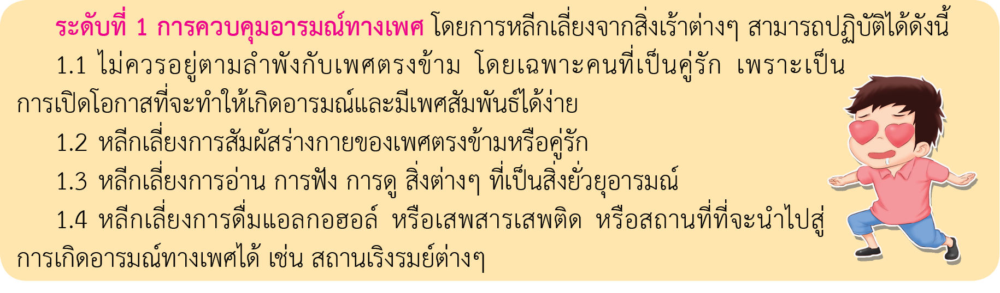 ระดับที่ 1 การควบคุมอารมณ์ทางเพศ โดยการหลีกเลี่ยงจากสิ่งเร้าต่างๆ สามารถปฏิบัติได้ดังนี้
1.1 ไม่ควรอยู่ตามลำพังกับเพศตรงข้าม โดยเฉพาะคนที่เป็นคู่รัก เพราะเป็น
การเปิดโอกาสที่จะทำให้เกิดอารมณ์และมีเพศสัมพันธ์ได้ง่าย
1.2 หลีกเลี่ยงการสัมผัสร่างกายของเพศตรงข้ามหรือคู่รัก
1.3 หลีกเลี่ยงการอ่าน การฟัง การดู สิ่งต่างๆ ที่เป็นสิ่งยั่วยุอารมณ์
1.4 หลีกเลี่ยงการดื่มแอลกอฮอล์ หรือเสพสารเสพติด หรือสถานที่ที่จะนำไปสู่
การเกิดอารมณ์ทางเพศได้ เช่น สถานเริงรมย์ต่างๆ